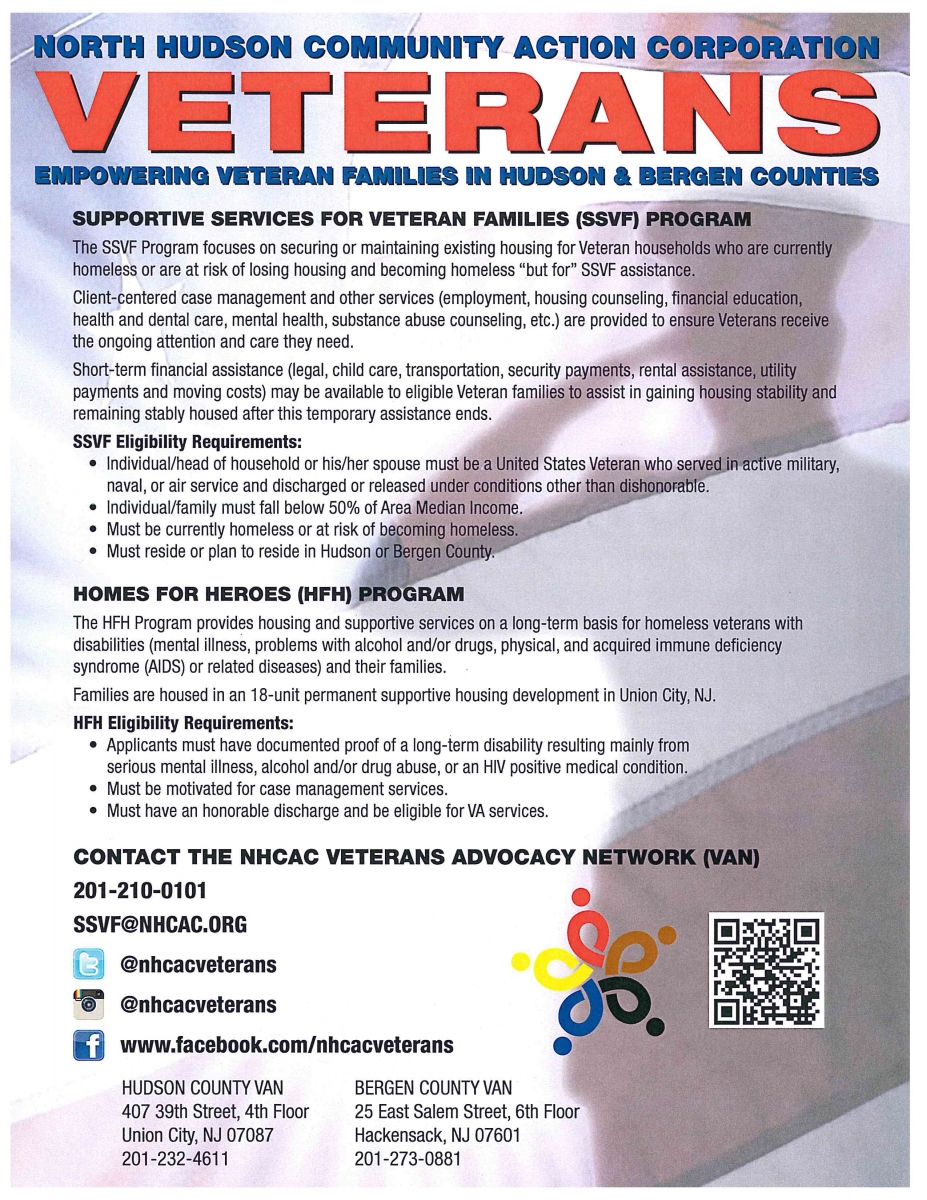 NORTH HUDSON COMMUNITY ACTION CORPORATION
VETERANS
EMPOWERING VETERAN FAMILIES IN HUDSON & BERGEN COUNTIES
SUPPORTIVE SERVICES FOR VETERAN FAMILIES (SSVF) PROGRAM
The SSVF Program focuses on securing or maintaining existing housing for Veteran households who are currently
homeless or are at risk of losing housing and becoming homeless “but for” SSVF assistance.
Client-centered case management and other services (employment, housing counseling, financial education,
health and dental care, mental health, substance abuse counseling, etc.) are provided to ensure Veterans receive
the ongoing attention and care they need.
Short-term financial assistance (legal, child care, transportation, security payments, rental assistance, utility
payments and moving costs) may be available to eligible Veteran families to assist in gaining housing stability and
remaining stably housed after this temporary assistance ends.
SSVF Eligibility Requirements:
• Individual/head of household or his/her spouse must be a United States Veteran who served in active military,
naval, or air service and discharged or released under conditions other than dishonorable.
• Individual/family must fall below 50% of Area Median Income.
• Must be currently homeless or at risk of becoming homeless.
• Must reside or plan to reside in Hudson or Bergen County.
HOMES FOR HEROES (HFH) PROGRAM
The HFH Program provides housing and supportive services on a long-term basis for homeless veterans with
disabilities (mental illness, problems with alcohol and/or drugs, physical, and acquired immune deficiency
syndrome (AIDS) or related diseases) and their families.
Families are housed in an 18-unit permanent supportive housing development in Union City, NJ.
HFH Eligibility Requirements:
• Applicants must have documented proof of a long-term disability resulting mainly from
serious mental illness, alcohol and/or drug abuse, or an HIV positive medical condition.
• Must be motivated for case management services.
• Must have an honorable discharge and be eligible for VA services.
CONTACT THE NHCAC VETERANS ADVOCACY NETWORK (VAN)
201-210-0101
SSVF@NHCAC.ORG
@nhcacveterans
@nhcacveterans
www.facebook.com/nhcacveterans
HUDSON COUNTY VAN
407 39th Street, 4th Floor
Union City, NJ 07087
201-232-4611
BERGEN COUNTY VAN
25 East Salem Street, 6th Floor
Hackensack, NJ 07601
201-273-0881